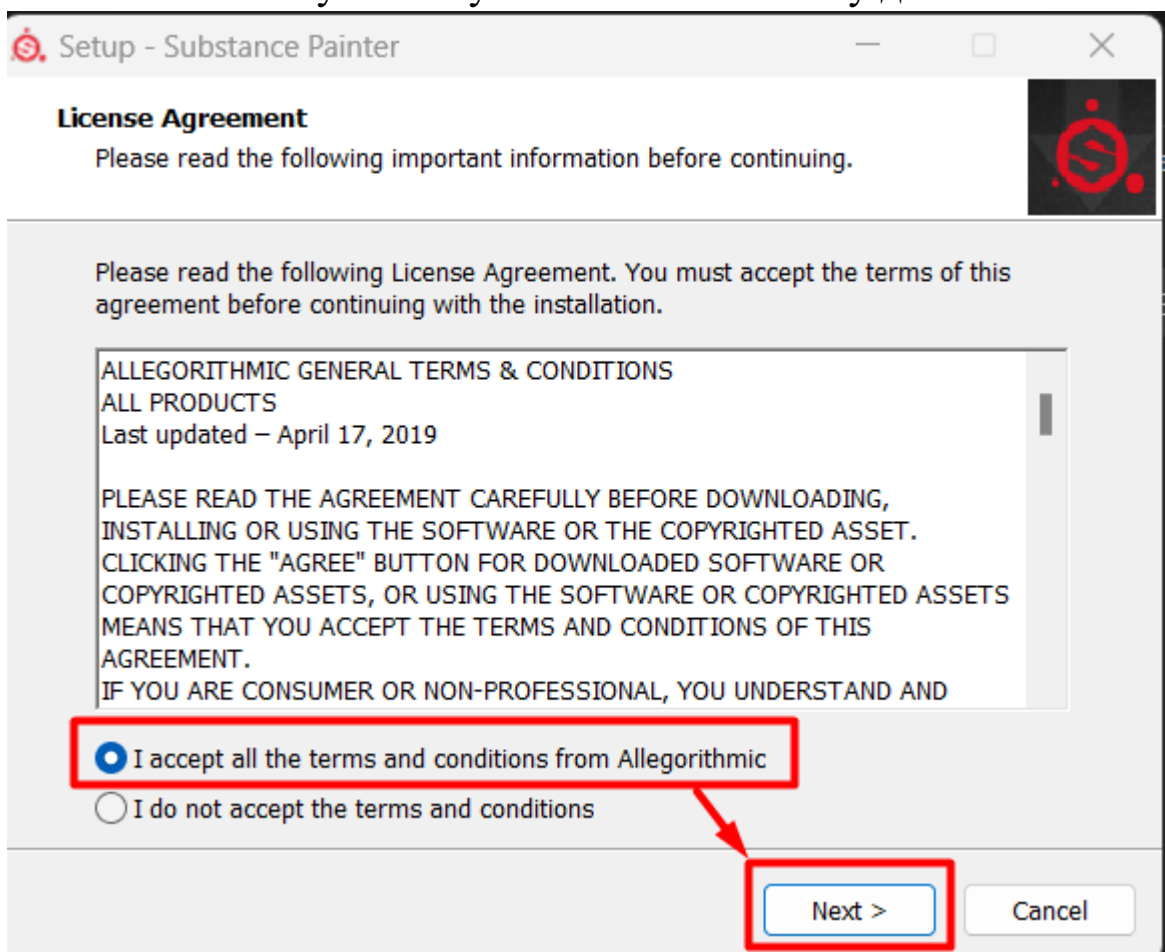 Setup - Substance Painter
License Agreement
Please read the following important information before continuing.
Please read the following License Agreement. You must accept the terms of this
agreement before continuing with the installation.
ALLEGORITHMIC GENERAL TERMS & CONDITIONS
ALL PRODUCTS
Last updated – April 17, 2019
PLEASE READ THE AGREEMENT CAREFULLY BEFORE DOWNLOADING,
INSTALLING OR USING THE SOFTWARE OR THE COPYRIGHTED ASSET.
CLICKING THE "AGREE" BUTTON FOR DOWNLOADED SOFTWARE OR
COPYRIGHTED ASSETS, OR USING THE SOFTWARE OR COPYRIGHTED ASSETS
MEANS THAT YOU ACCEPT THE TERMS AND CONDITIONS OF THIS
AGREEMENT.
IF YOU ARE CONSUMER OR NON-PROFESSIONAL, YOU UNDERSTAND AND
I accept all the terms and conditions from Allegorithmic
I do not accept the terms and conditions
Next > Cancel